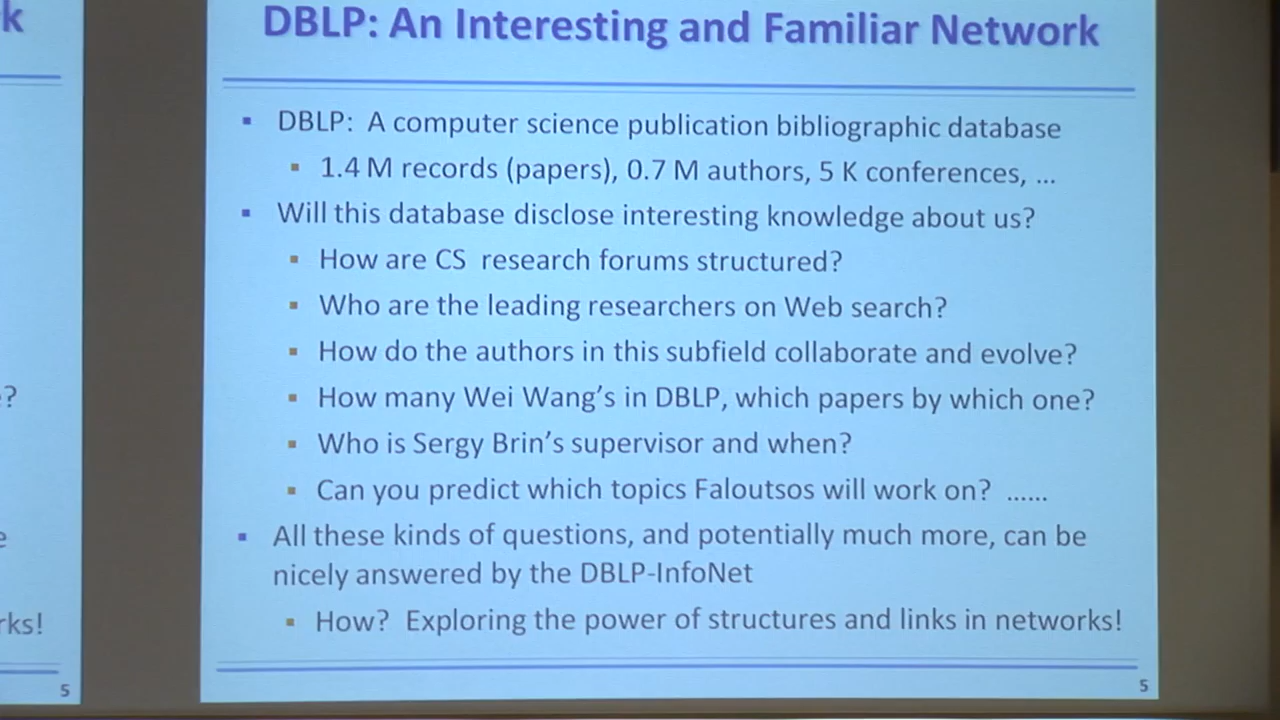 DBLP: An Interesting and Familiar Network
▪ DBLP: A computer science publication bibliographic database
▪ 1.4 M records (papers), 0.7 M authors, 5 K conferences, ...
▪ Will this database disclose interesting knowledge about us?
▪ How are CS research forums structured?
▪ Who are the leading researchers on Web search?
▪ How do the authors in this subfield collaborate and evolve?
▪ How many Wei Wang's in DBLP, which papers by which one?
▪ Who is Sergy Brin's supervisor and when?
▪ Can you predict which topics Faloutsos will work on? ......
▪ All these kinds of questions, and potentially much more, can be
nicely answered by the DBLP-InfoNet
▪ How? Exploring the power of structures and links in networks!
5
k
?
e
rks!
5